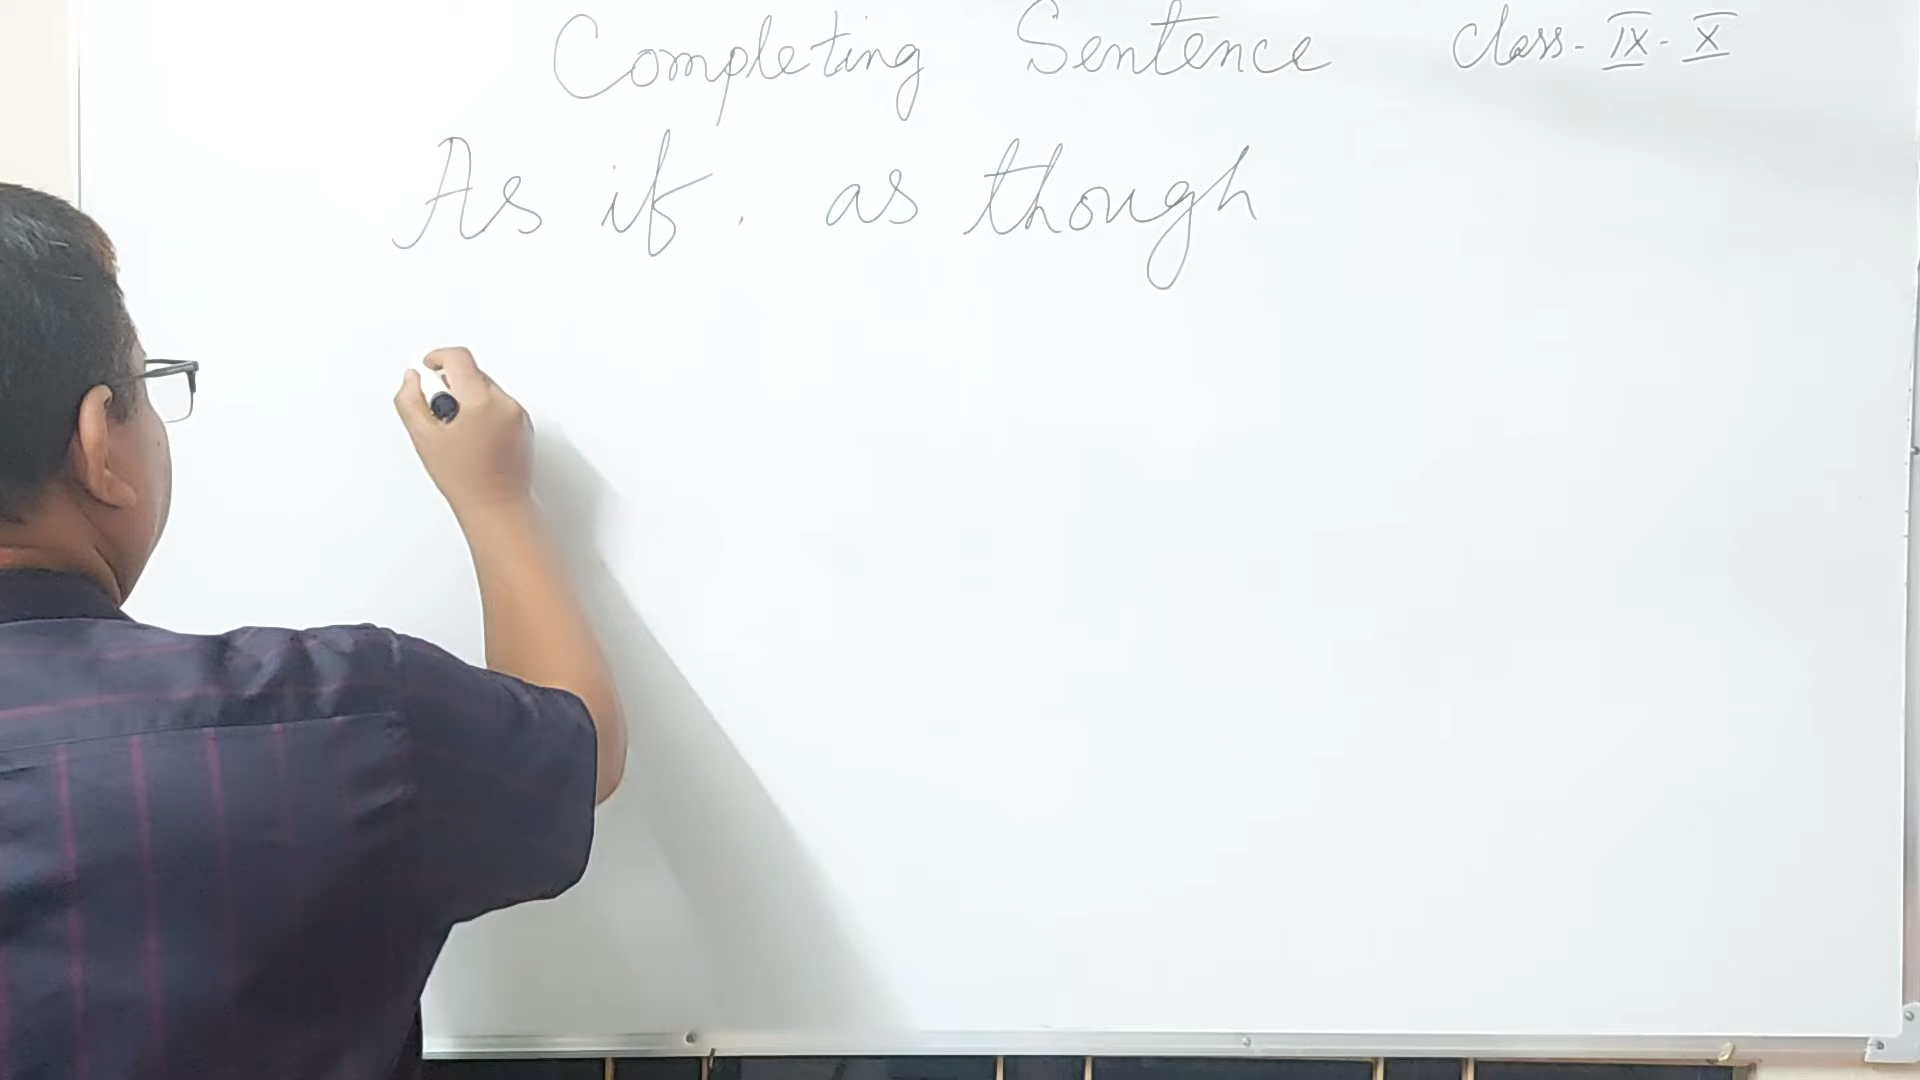 Completing Sentence Class - IX - X
As if, as though